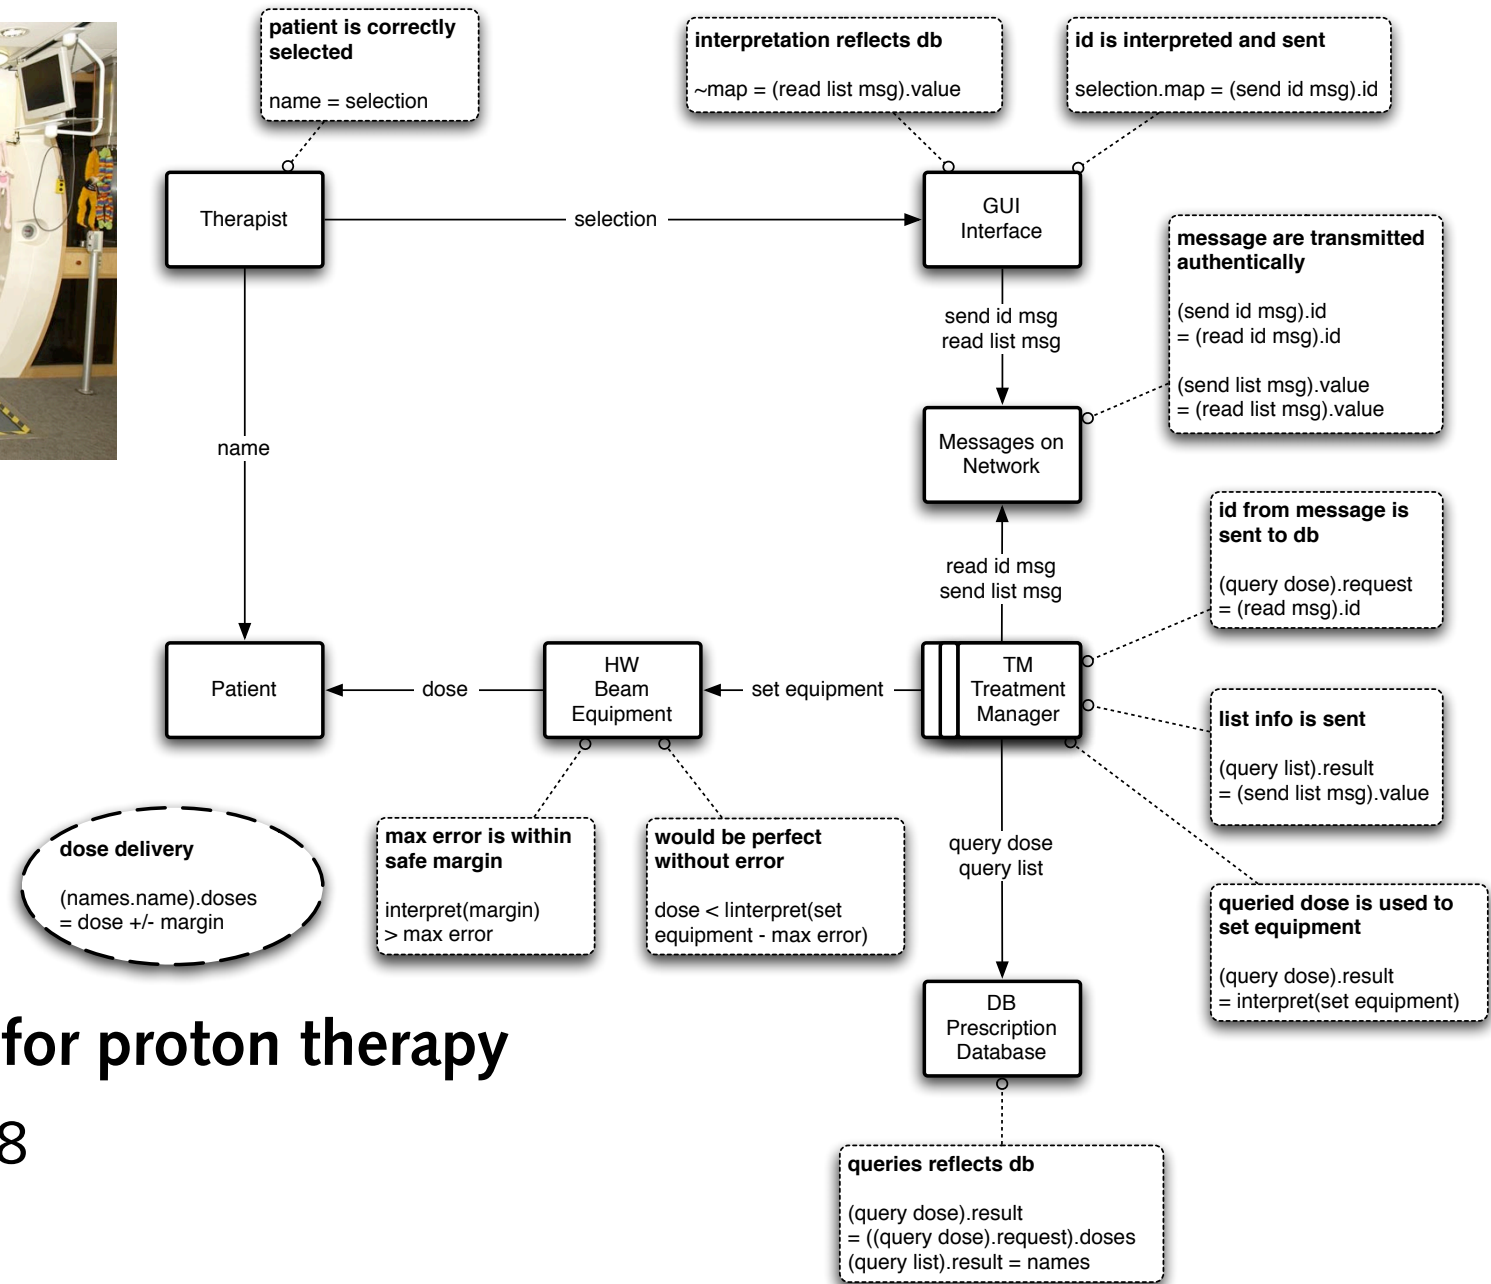 patient is correctly
selected
name = selection
interpretation reflects db
~map = (read list msg).value
id is interpreted and sent
selection.map = (send id msg).id
Therapist
selection
GUI
Interface
message are transmitted
authentically
(send id msg).id
= (read id msg).id
(send list msg).value
= (read list msg).value
send id msg
read list msg
name
Messages on
Network
id from message is
sent to db
(query dose).request
= (read msg).id
read id msg
send list msg
Patient
dose
HW
Beam
Equipment
set equipment
TM
Treatment
Manager
list info is sent
(query list).result
= (send list msg).value
dose delivery
(names.name).doses
= dose +/- margin
max error is within
safe margin
interpret(margin)
> max error
would be perfect
without error
dose < linterpret(set
equipment - max error)
query dose
query list
queried dose is used to
set equipment
(query dose).result
= interpret(set equipment)
DB
Prescription
Database
for proton therapy
8
queries reflects db
(query dose).result
= ((query dose).request).doses
(query list).result = names